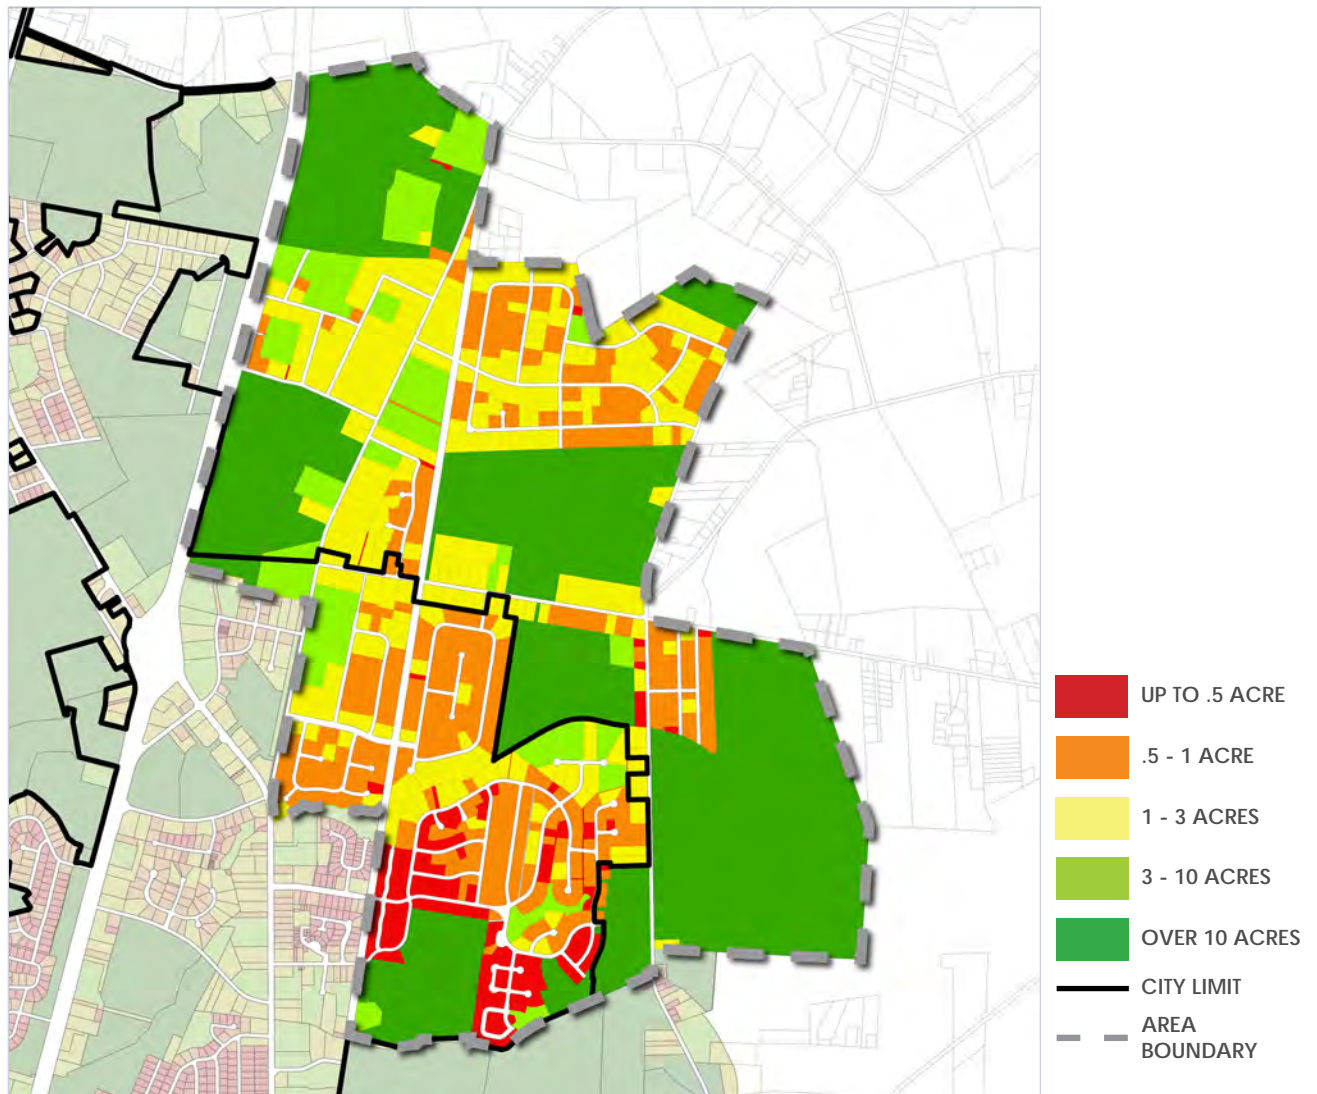 UP TO .5 ACRE
.5 - 1 ACRE
1 - 3 ACRES
3 - 10 ACRES
OVER 10 ACRES
CITY LIMIT
AREA
BOUNDARY